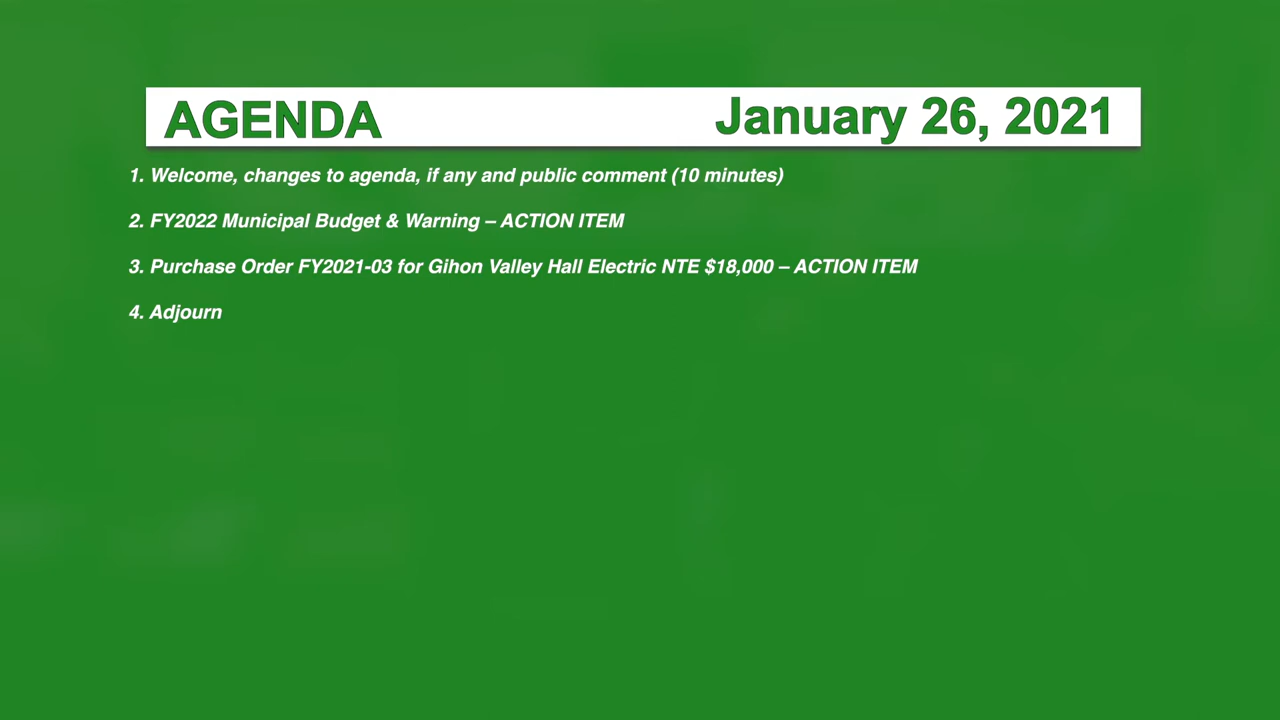 AGENDA January 26, 2021
1. Welcome, changes to agenda, if any and public comment (10 minutes)
2. FY2022 Municipal Budget & Warning – ACTION ITEM
3. Purchase Order FY2021-03 for Gihon Valley Hall Electric NTE $18,000 – ACTION ITEM
4. Adjourn